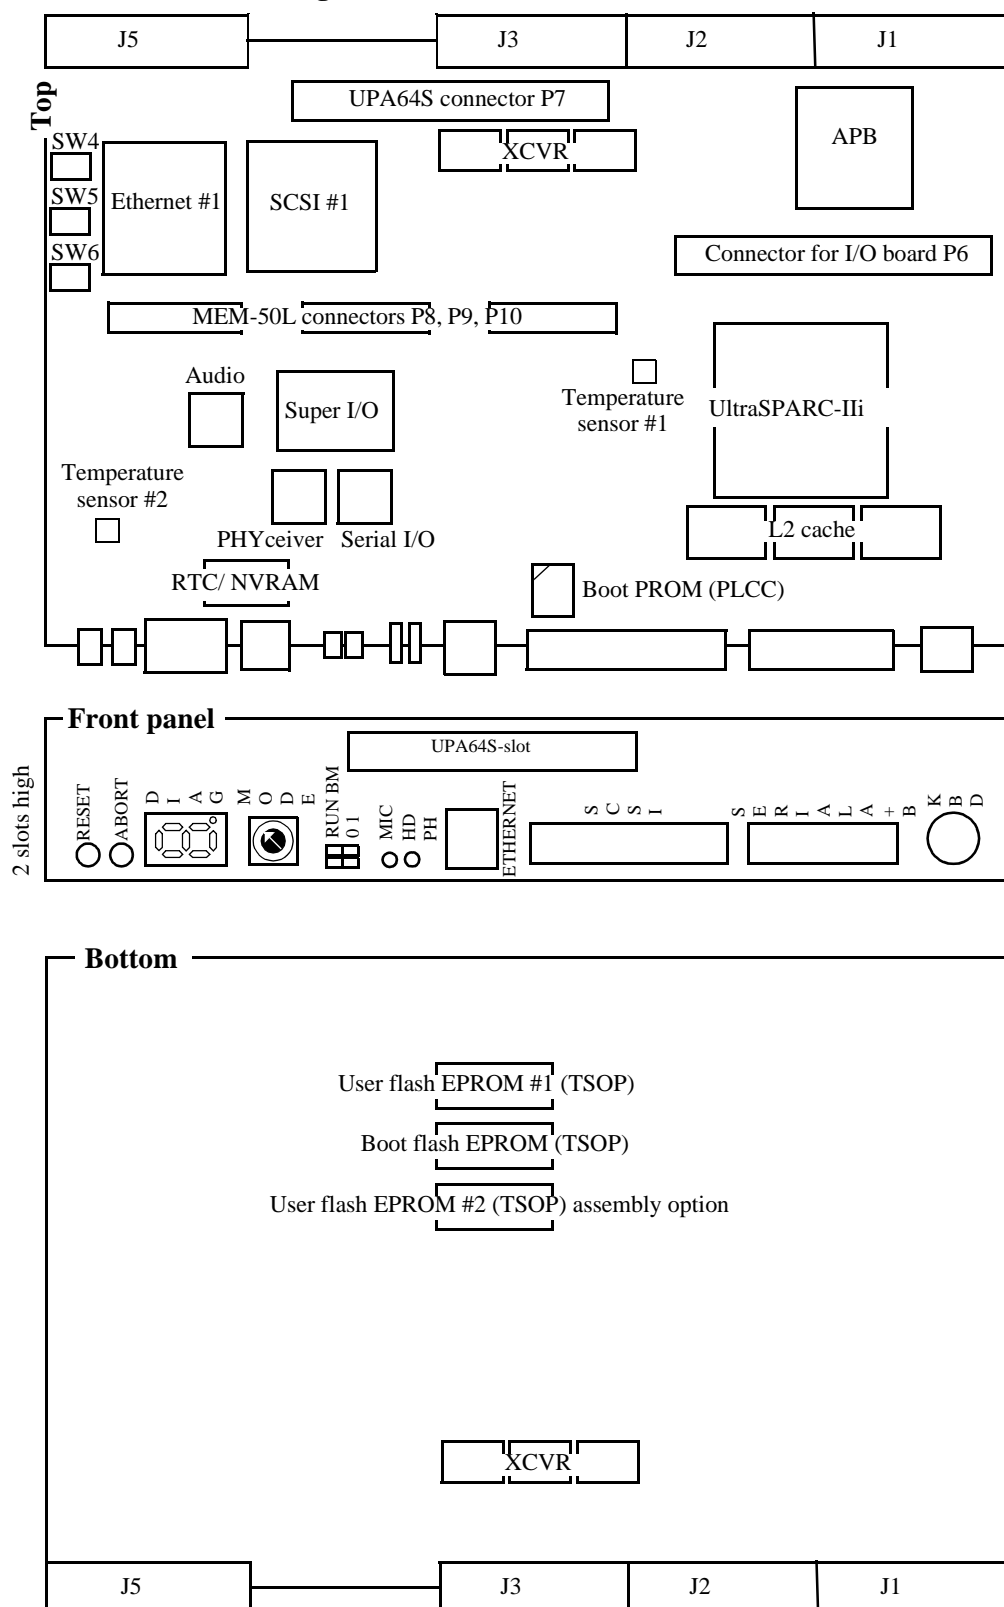 J5
J3
J2
J1
Top
UPA64S connector P7
XCVR
APB
SW4
SW5
SW6
Ethernet #1
SCSI #1
Connector for I/O board P6
MEM-50L connectors P8, P9, P10
Audio
Super I/O
Temperature
sensor #1
UltraSPARC-IIi
Temperature
sensor #2
PHYceiver
Serial I/O
L2 cache
RTC/ NVRAM
Boot PROM (PLCC)
Front panel
UPA64S-slot
2 slots high
RESET
ABORT
DIAG
MODE
RUN BM
0 1
MIC
HD
PH
ETHERNET
SCSI
SERIAL A+B
KBD
Bottom
User flash EPROM #1 (TSOP)
Boot flash EPROM (TSOP)
User flash EPROM #2 (TSOP) assembly option
XCVR
J5
J3
J2
J1